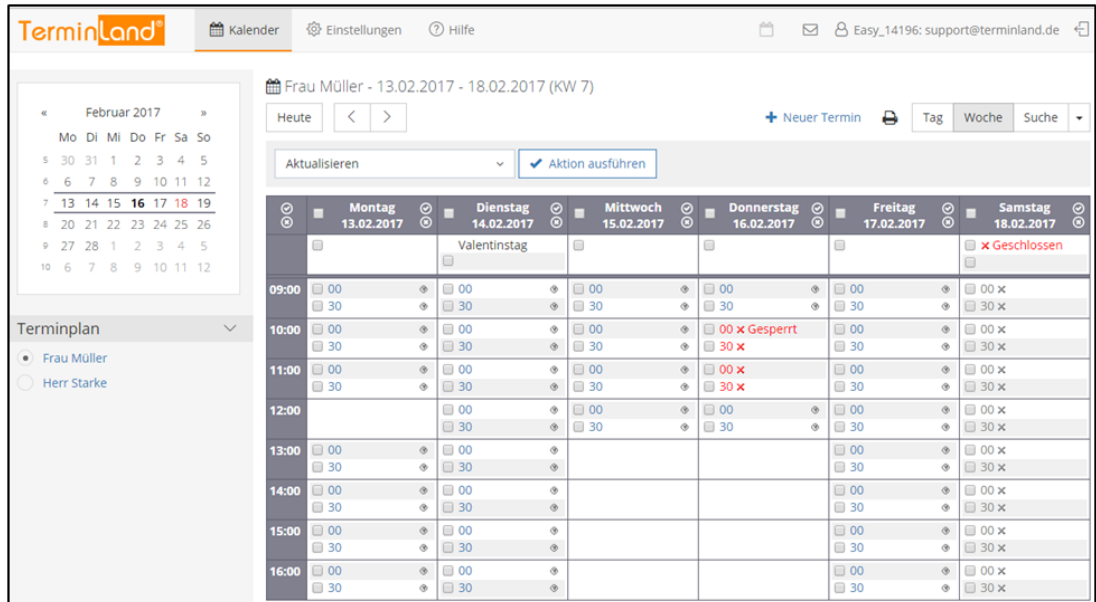 TerminLand®
Kalender Einstellungen Hilfe Easy_14196: support@terminland.de
Frau Müller - 13.02.2017 - 18.02.2017 (KW 7)
« Februar 2017 »
Mo Di Mi Do Fr Sa So
5 30 31 1 2 3 4 5
6 6 7 8 9 10 11 12
7 13 14 15 16 17 18 19
8 20 21 22 23 24 25 26
9 27 28 1 2 3 4 5
10 6 7 8 9 10 11 12
Terminplan
Frau Müller
Herr Starke
Heute < > + Neuer Termin Tag Woche Suche
Aktualisieren Aktion ausführen
Montag Dienstag Mittwoch Donnerstag Freitag Samstag
13.02.2017 14.02.2017 15.02.2017 16.02.2017 17.02.2017 18.02.2017
Valentinstag x Geschlossen
09:00 00 00 00 00 00 00 x
30 30 30 30 30 30 x
10:00 00 00 00 00 x Gesperrt 00 00 x
30 30 30 30 x 30 30 x
11:00 00 00 00 00 x 00 00 x
30 30 30 30 x 30 30 x
12:00 00 00 00 00 00 x
30 30 30 30 30 x
13:00 00 00 00 00 x
30 30 30 30 x
14:00 00 00 00 00 x
30 30 30 30 x
15:00 00 00 00 00 x
30 30 30 30 x
16:00 00 00 00 00 x
30 30 30 30 x